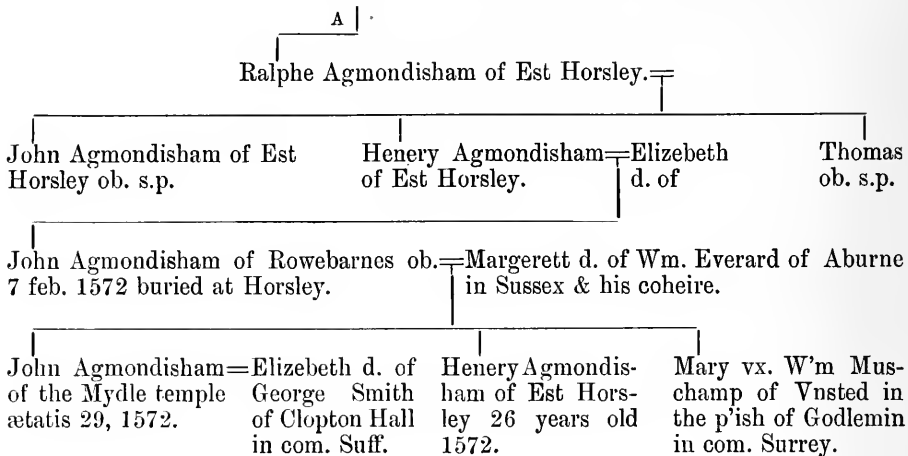 A
Ralphe Agmondisham of Est Horsley.
John Agmondisham of Est
Horsley ob. s.p.
Henery Agmondisham=Elizebeth
of Est Horsley. d. of
Thomas
ob. s.p.
John Agmondisham of Rowebarnes ob.
7 feb. 1572 buried at Horsley.
Margerett d. of Wm. Everard of Aburne
in Sussex & his coheire.
John Agmondisham=
of the Mydle temple
ætatis 29, 1572.
Elizebeth d. of
George Smith
of Clopton Hall
in com. Suff.
Henery Agmondis-
ham of Est Hors-
ley 26 years old
1572.
Mary vx. W'm Mus-
champ of Vnsted in
the p'ish of Godlemin
in com. Surrey.